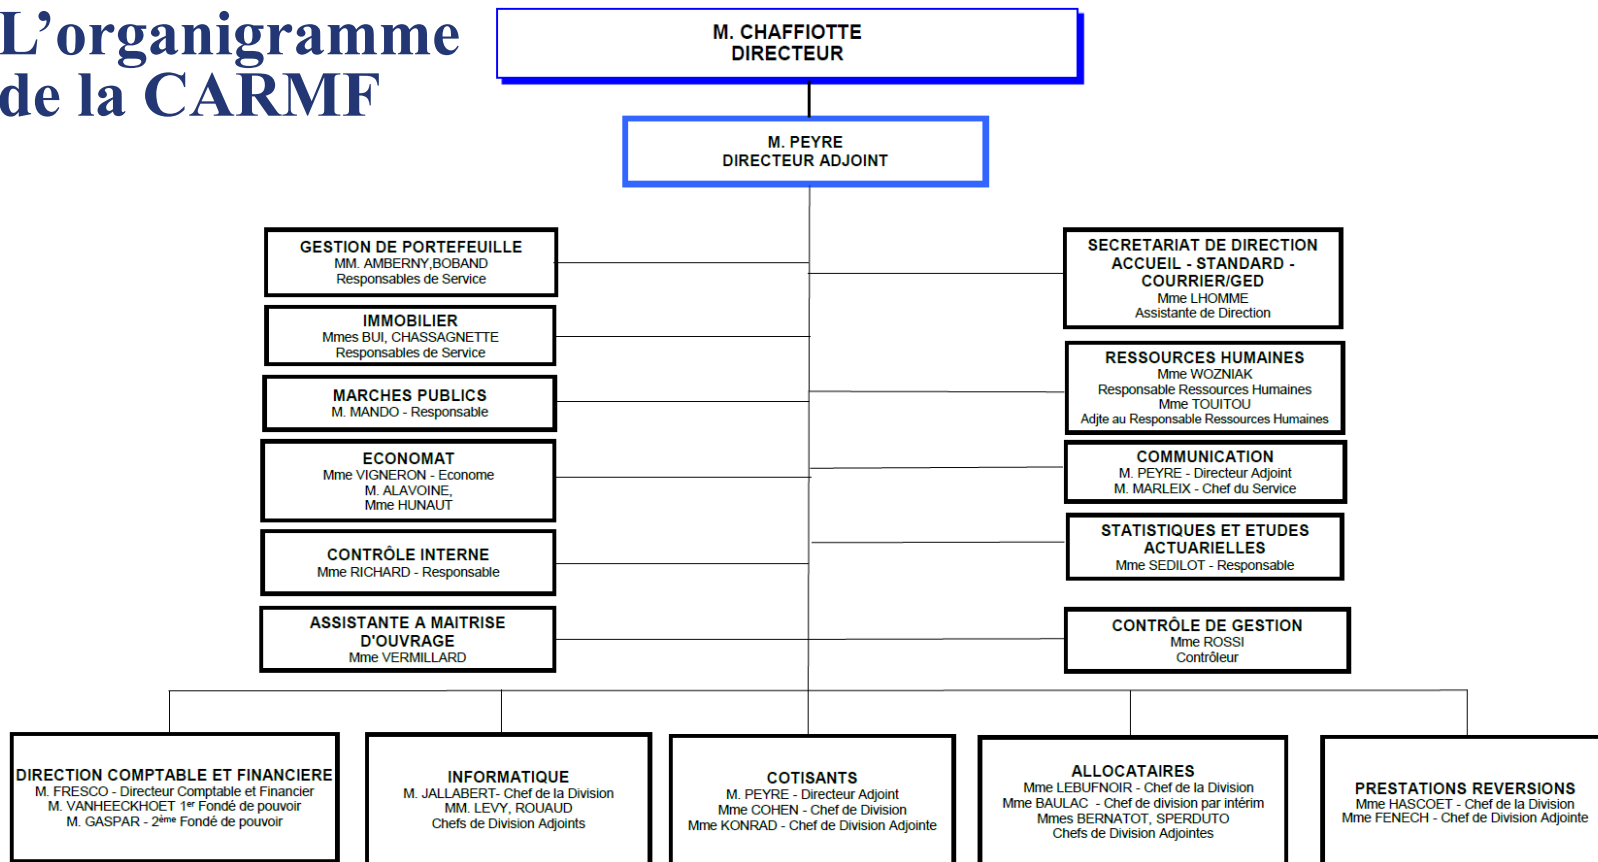 L’organigramme
de la CARMF
M. CHAFFIOTTE
DIRECTEUR
M. PEYRE
DIRECTEUR ADJOINT
GESTION DE PORTEFEUILLE
MM. AMBERNY,BOBAND
Responsables de Service
IMMOBILIER
Mmes BUI, CHASSAGNETTE
Responsables de Service
MARCHES PUBLICS
M. MANDO - Responsable
ECONOMAT
Mme VIGNERON - Econome
M. ALAVOINE,
Mme HUNAUT
CONTRÔLE INTERNE
Mme RICHARD - Responsable
ASSISTANTE A MAITRISE
D'OUVRAGE
Mme VERMILLARD
SECRETARIAT DE DIRECTION
ACCUEIL - STANDARD -
COURRIER/GED
Mme LHOMME
Assistante de Direction
RESSOURCES HUMAINES
Mme WOZNIAK
Responsable Ressources Humaines
Mme TOUITOU
Adjte au Responsable Ressources Humaines
COMMUNICATION
M. PEYRE - Directeur Adjoint
M. MARLEIX - Chef du Service
STATISTIQUES ET ETUDES
ACTUARIELLES
Mme SEDILOT - Responsable
CONTRÔLE DE GESTION
Mme ROSSI
Contrôleur
DIRECTION COMPTABLE ET FINANCIERE
M. FRESCO - Directeur Comptable et Financier
M. VANHEECKHOET 1er Fondé de pouvoir
M. GASPAR - 2ème Fondé de pouvoir
INFORMATIQUE
M. JALLABERT- Chef de la Division
MM. LEVY, ROUAUD
Chefs de Division Adjoints
COTISANTS
M. PEYRE - Directeur Adjoint
Mme COHEN - Chef de Division
Mme KONRAD - Chef de Division Adjointe
ALLOCATAIRES
Mme LEBUFNOIR - Chef de la Division
Mme BAULAC - Chef de division par intérim
Mmes BERNATOT, SPERDUTO
Chefs de Division Adjointes
PRESTATIONS REVERSIONS
Mme HASCOET - Chef de la Division
Mme FENECH - Chef de Division Adjointe